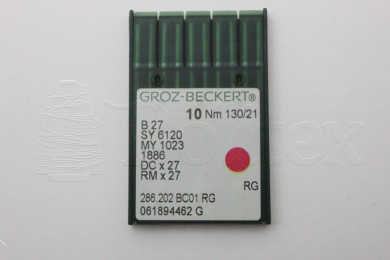 GROZ-BECKERT®
10 Nm 130/21
B 27
SY 6120
MY 1023
1886
DC x 27
RM x 27
RG
286.202 BC01 RG
061894462 G